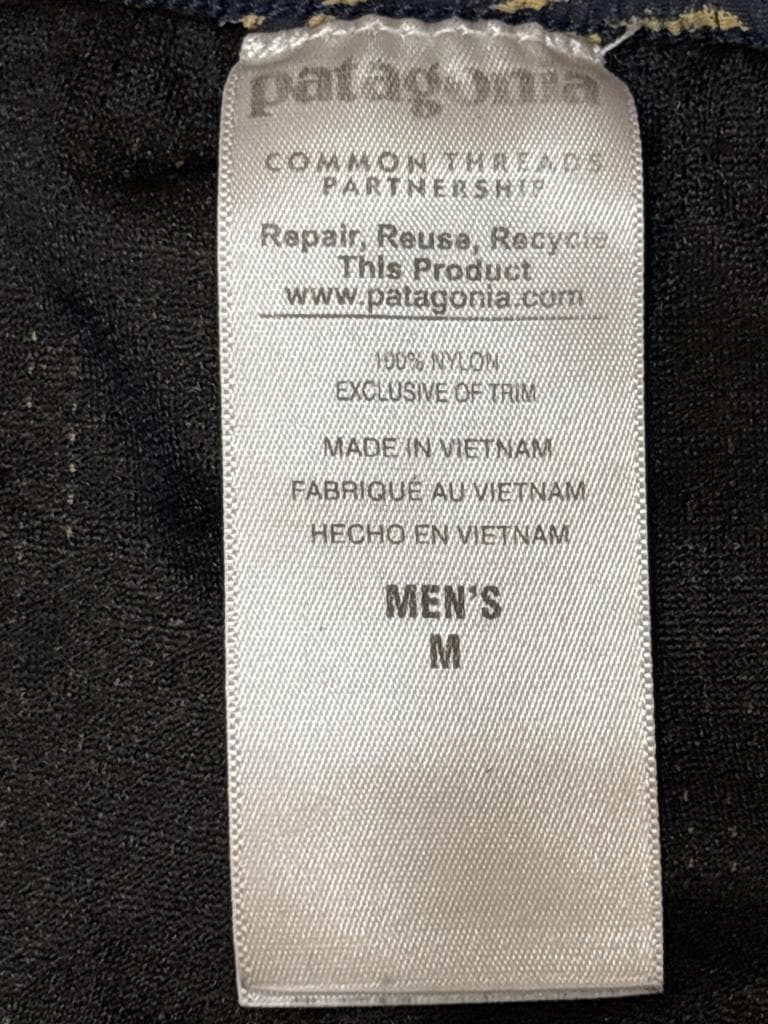 patagonia
COMMON THREADS
PARTNERSHIP
Repair, Reuse, Recycle
This Product
www.patagonia.com
100% NYLON
EXCLUSIVE OF TRIM
MADE IN VIETNAM
FABRIQUÉ AU VIETNAM
HECHO EN VIETNAM
MEN'S
M